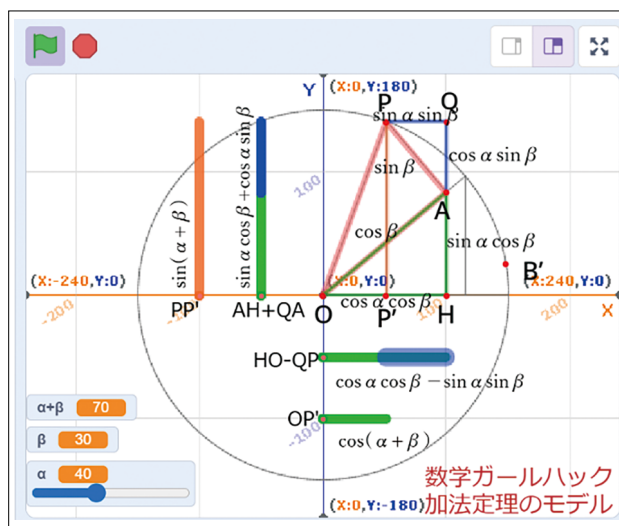 Y
(X:0,Y:180)
P
Q
sin α sin β
cos α sin β
sin β
100
A
cos β
sin α cos β
sin(α+β)
sin α cos β+cos α sin β
B′
(X:-240,Y:0)
(X:0,Y:0)
(X:240,Y:0)
-200
-100
100
200
X
PP'
AH+QA
O
cos α cos β
P′
H
HO-QP
cos α cos β − sin α sin β
OP'
-100
cos(α+β)
α+β 70
β 30
α 40
数学ガールハック
加法定理のモデル
(X:0,Y:-180)